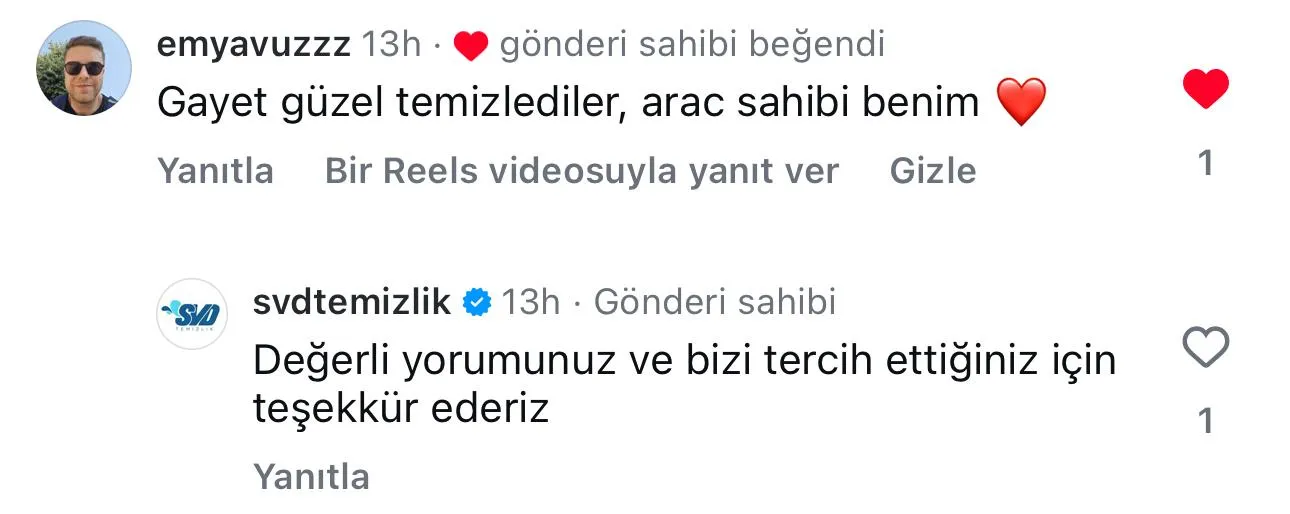 emyavuzzz 13h · ❤️ gönderi sahibi beğendi
Gayet güzel temizlediler, arac sahibi benim ❤️
Yanıtla Bir Reels videosuyla yanıt ver Gizle
1
SVD
TEMİZLİK
svdtemizlik 13h · Gönderi sahibi
Değerli yorumunuz ve bizi tercih ettiğiniz için
teşekkür ederiz
1
Yanıtla